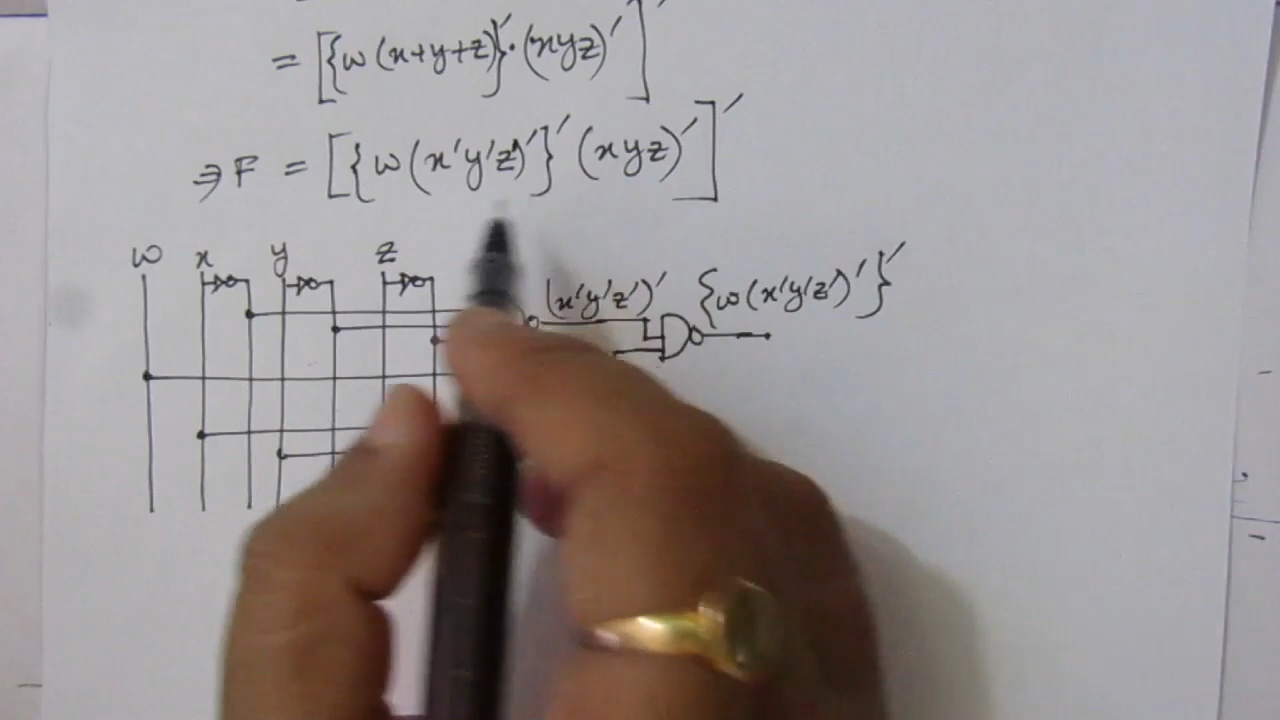 = [{w(x+y+z)}'·(xyz)']'
⇒ F = [{w(x'y'z')'}'(xyz)']'
w x y z
(x'y'z')' {w(x'y'z')'}'